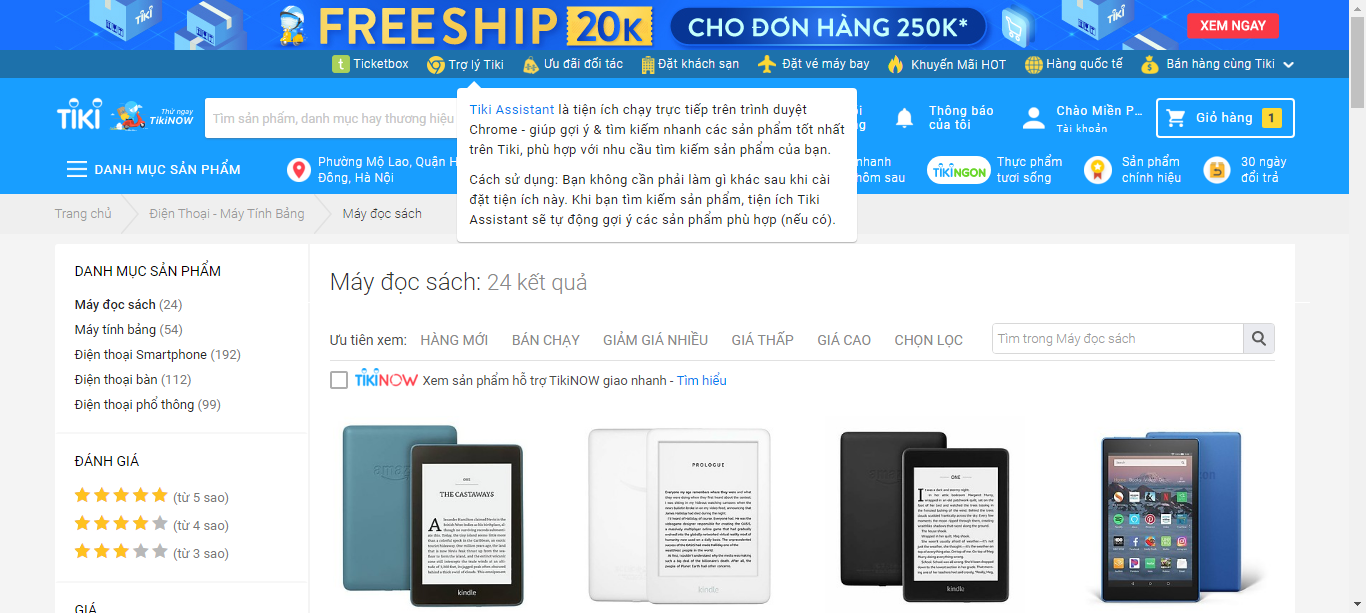 TIKI
TIKI
FREESHIP 20K CHO ĐƠN HÀNG 250K* XEM NGAY
Ticketbox Trợ lý Tiki Ưu đãi đối tác Đặt khách sạn Đặt vé máy bay Khuyến Mãi HOT Hàng quốc tế Bán hàng cùng Tiki
TIKI Thử ngay TIKINOW Tìm sản phẩm, danh mục hay thương hiệu
Thông báo của tôi
Chào Miền P...
Tài khoản
Giỏ hàng 1
Tiki Assistant là tiện ích chạy trực tiếp trên trình duyệt
Chrome - giúp gợi ý & tìm kiếm nhanh các sản phẩm tốt nhất
trên Tiki, phù hợp với nhu cầu tìm kiếm sản phẩm của bạn.
Cách sử dụng: Bạn không cần phải làm gì khác sau khi cài
đặt tiện ích này. Khi bạn tìm kiếm sản phẩm, tiện ích Tiki
Assistant sẽ tự động gợi ý các sản phẩm phù hợp (nếu có).
DANH MỤC SẢN PHẨM
Phường Mộ Lao, Quận H
Đông, Hà Nội
nhanh
hôm sau
TIKINGON
Thực phẩm
tươi sống
Sản phẩm
chính hiệu
30 ngày
đổi trả
Trang chủ Điện Thoại - Máy Tính Bảng Máy đọc sách
DANH MỤC SẢN PHẨM
Máy đọc sách (24)
Máy tính bảng (54)
Điện thoại Smartphone (192)
Điện thoại bàn (112)
Điện thoại phổ thông (99)
ĐÁNH GIÁ
(từ 5 sao)
(từ 4 sao)
(từ 3 sao)
GIÁ
Máy đọc sách: 24 kết quả
Ưu tiên xem: HÀNG MỚI BÁN CHẠY GIẢM GIÁ NHIỀU GIÁ THẤP GIÁ CAO CHỌN LỌC Tìm trong Máy đọc sách
TIKINOW Xem sản phẩm hỗ trợ TikiNOW giao nhanh - Tìm hiểu
ONE
THE CASTAWAYS
kindle
PROLOGUE
kindle
ONE
kindle